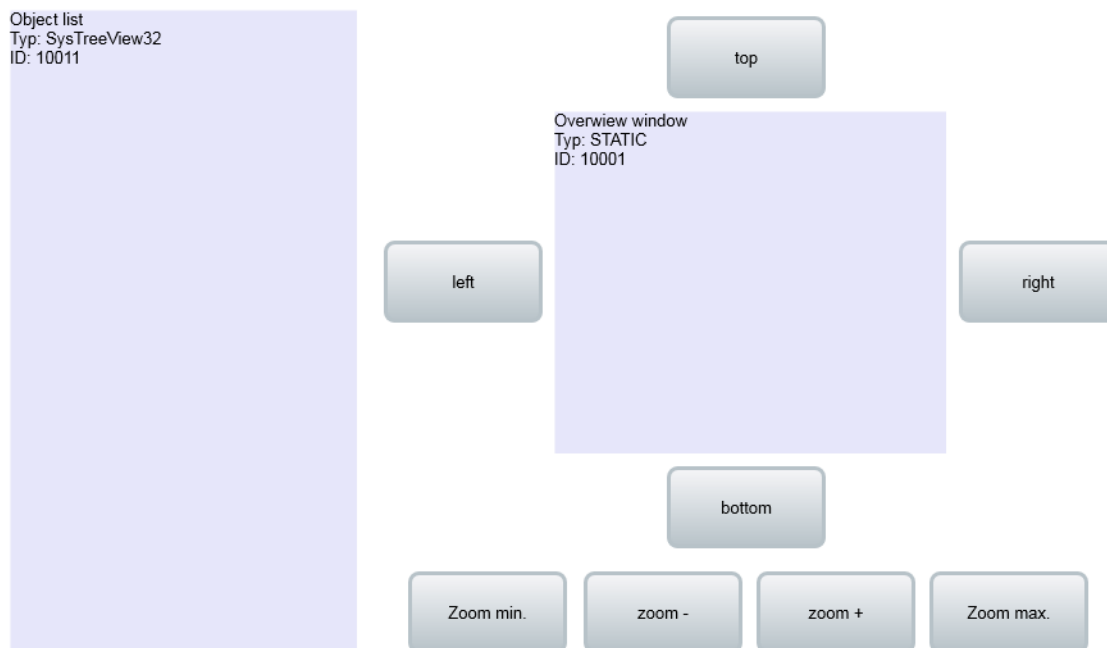 Object list
Typ: SysTreeView32
ID: 10011
top
Overwiew window
Typ: STATIC
ID: 10001
left
right
bottom
Zoom min.
zoom -
zoom +
Zoom max.